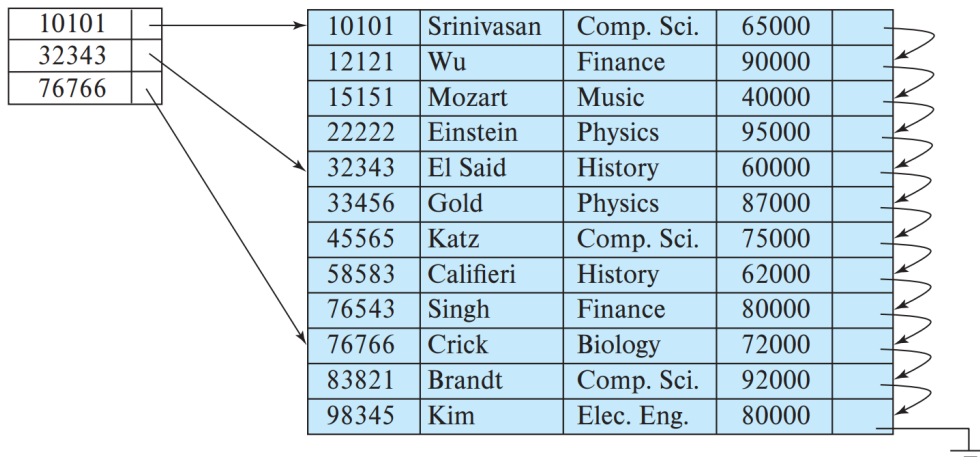 10101
32343
76766
10101 Srinivasan Comp. Sci. 65000
12121 Wu Finance 90000
15151 Mozart Music 40000
22222 Einstein Physics 95000
32343 El Said History 60000
33456 Gold Physics 87000
45565 Katz Comp. Sci. 75000
58583 Califieri History 62000
76543 Singh Finance 80000
76766 Crick Biology 72000
83821 Brandt Comp. Sci. 92000
98345 Kim Elec. Eng. 80000